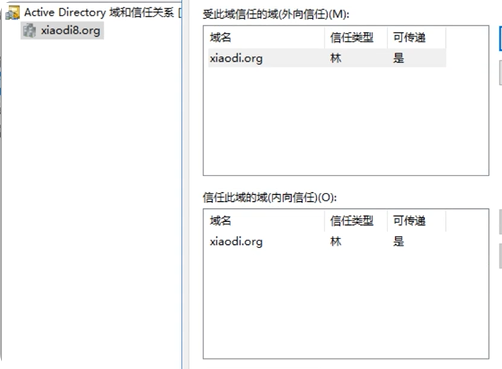 Active Directory 域和信任关系 [
xiaodi8.org
受此域信任的域(外向信任)(M):
域名 信任类型 可传递
xiaodi.org 林 是
信任此域的域(内向信任)(O):
域名 信任类型 可传递
xiaodi.org 林 是